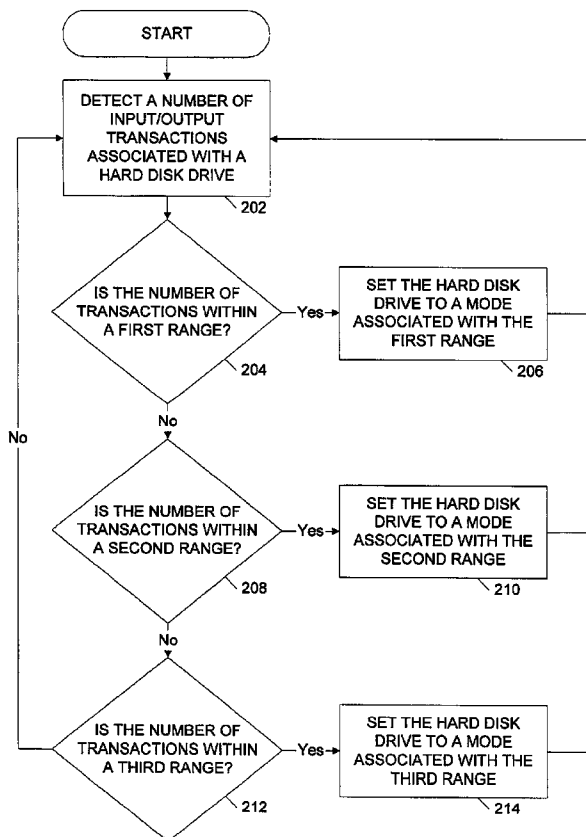 START
DETECT A NUMBER OF
INPUT/OUTPUT
TRANSACTIONS
ASSOCIATED WITH A
HARD DISK DRIVE
202
IS THE NUMBER OF
TRANSACTIONS WITHIN
A FIRST RANGE?
204
Yes
SET THE HARD DISK
DRIVE TO A MODE
ASSOCIATED WITH THE
FIRST RANGE
206
No
No
IS THE NUMBER OF
TRANSACTIONS WITHIN
A SECOND RANGE?
208
Yes
SET THE HARD DISK
DRIVE TO A MODE
ASSOCIATED WITH THE
SECOND RANGE
210
No
IS THE NUMBER OF
TRANSACTIONS WITHIN
A THIRD RANGE?
212
Yes
SET THE HARD DISK
DRIVE TO A MODE
ASSOCIATED WITH THE
THIRD RANGE
214